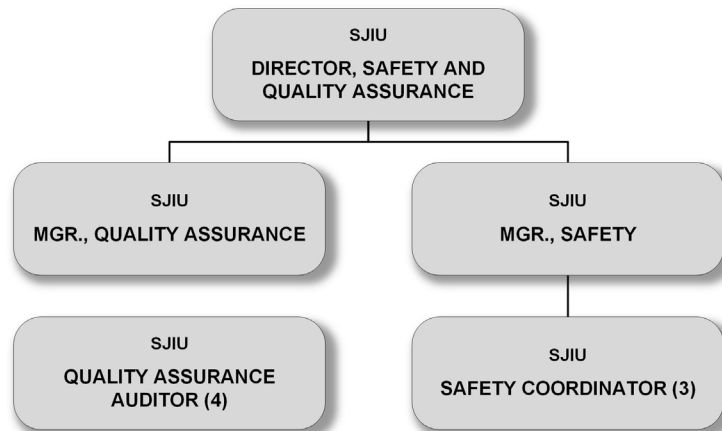 SJIU
DIRECTOR, SAFETY AND
QUALITY ASSURANCE
SJIU
MGR., QUALITY ASSURANCE
SJIU
MGR., SAFETY
SJIU
QUALITY ASSURANCE
AUDITOR (4)
SJIU
SAFETY COORDINATOR (3)